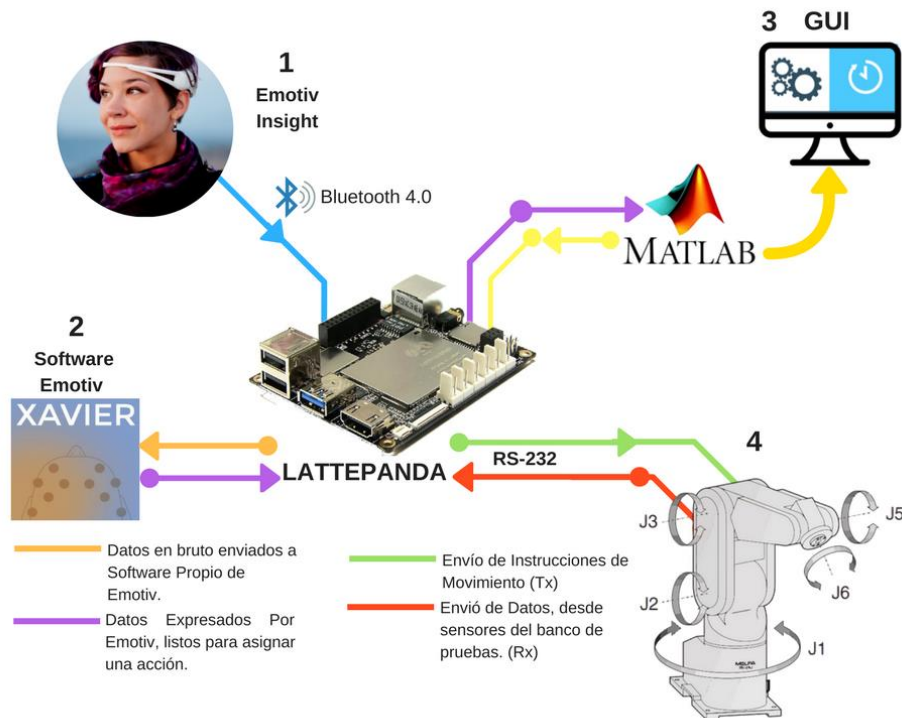 1
Emotiv
Insight
Bluetooth 4.0
3 GUI
MATLAB
2
Software
Emotiv
XAVIER
LATTEPANDA
RS-232
4
J3
J5
J6
J2
J1
MELFA
Datos en bruto enviados a
Software Propio de
Emotiv.
Datos Expresados Por
Emotiv, listos para asignar
una acción.
Envío de Instrucciones de
Movimiento (Tx)
Envió de Datos, desde
sensores del banco de
pruebas. (Rx)